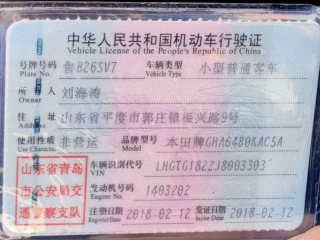 中华人民共和国机动车行驶证
Vehicle License of the People's Republic of China
号牌号码 鲁B26SV7 车辆类型 小型普通客车
Plate No. Vehicle Type
所有人 刘海涛
Owner
住址 山东省平度市郭庄镇振兴路9号
Address
使用性质 非营运 品牌型号 本田牌GHA6480KAC5A
Use Character Model
山东省青岛市公安局交通警察支队
车辆识别代号 LHGTG1822J8003303
VIN
发动机号码 1403702
Engine No.
注册日期 2018-02-12 发证日期 2018-02-12
Register Date Issue Date